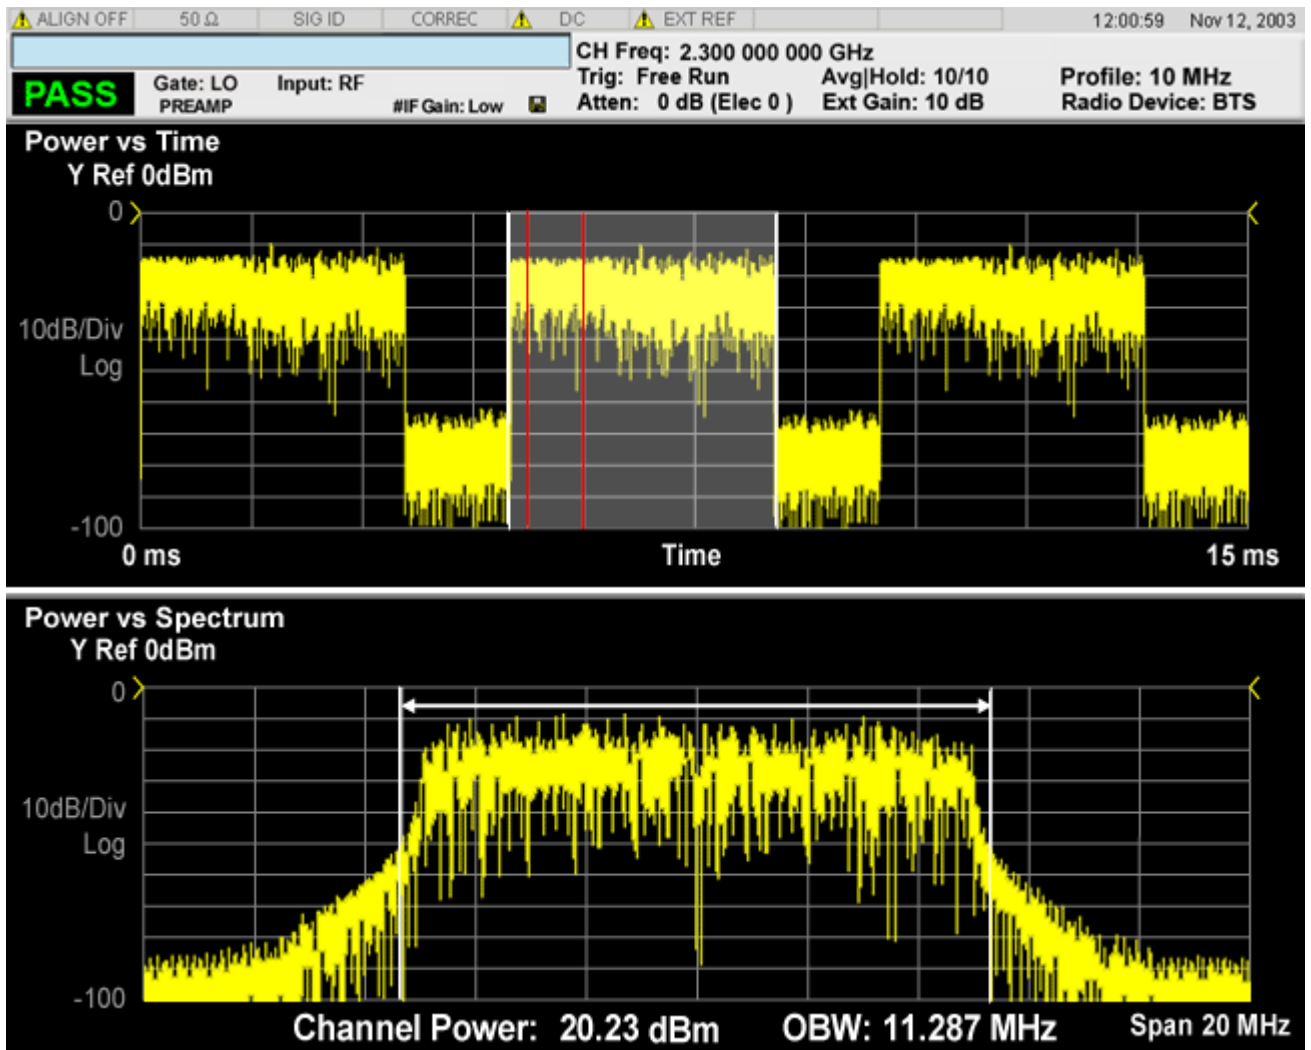 ALIGN OFF 50 Ω SIG ID CORREC DC EXT REF 12:00:59 Nov 12, 2003
CH Freq: 2.300 000 000 GHz
PASS Gate: LO Input: RF Trig: Free Run Avg|Hold: 10/10 Profile: 10 MHz
PREAMP #IF Gain: Low Atten: 0 dB (Elec 0 ) Ext Gain: 10 dB Radio Device: BTS
Power vs Time
Y Ref 0dBm
0
10dB/Div
Log
-100
0 ms Time 15 ms
Power vs Spectrum
Y Ref 0dBm
0
10dB/Div
Log
-100
Channel Power: 20.23 dBm OBW: 11.287 MHz Span 20 MHz